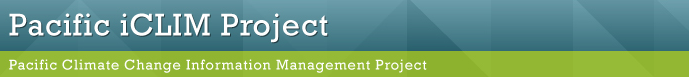 Pacific iCLIM Project
Pacific Climate Change Information Management Project